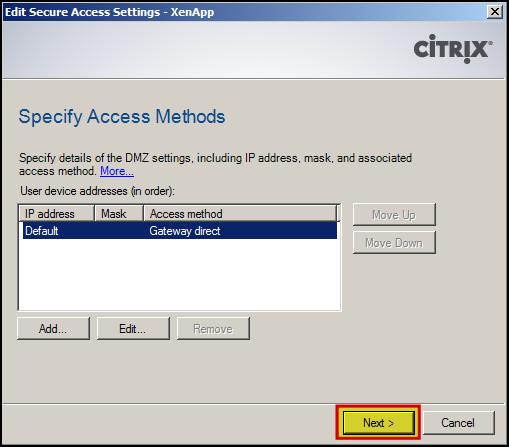 Edit Secure Access Settings - XenApp
CİTRIX
Specify Access Methods
Specify details of the DMZ settings, including IP address, mask, and associated
access method. More...
User device addresses (in order):
IP address Mask Access method
Default Gateway direct
Move Up
Move Down
Add... Edit... Remove
Next > Cancel